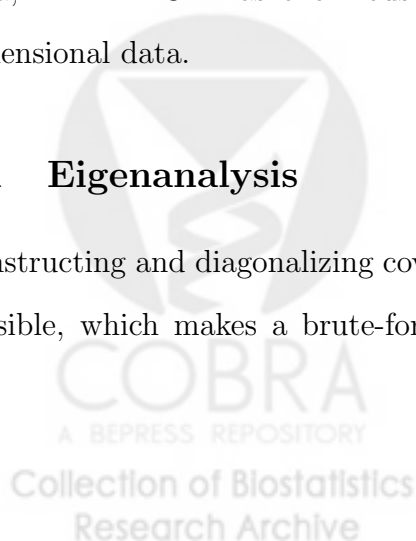 ensional data.
Eigenanalysis
nstructing and diagonalizing cov
sible, which makes a brute-for
COBRA
A BEPRESS REPOSITORY
Collection of Biostatistics
Research Archive